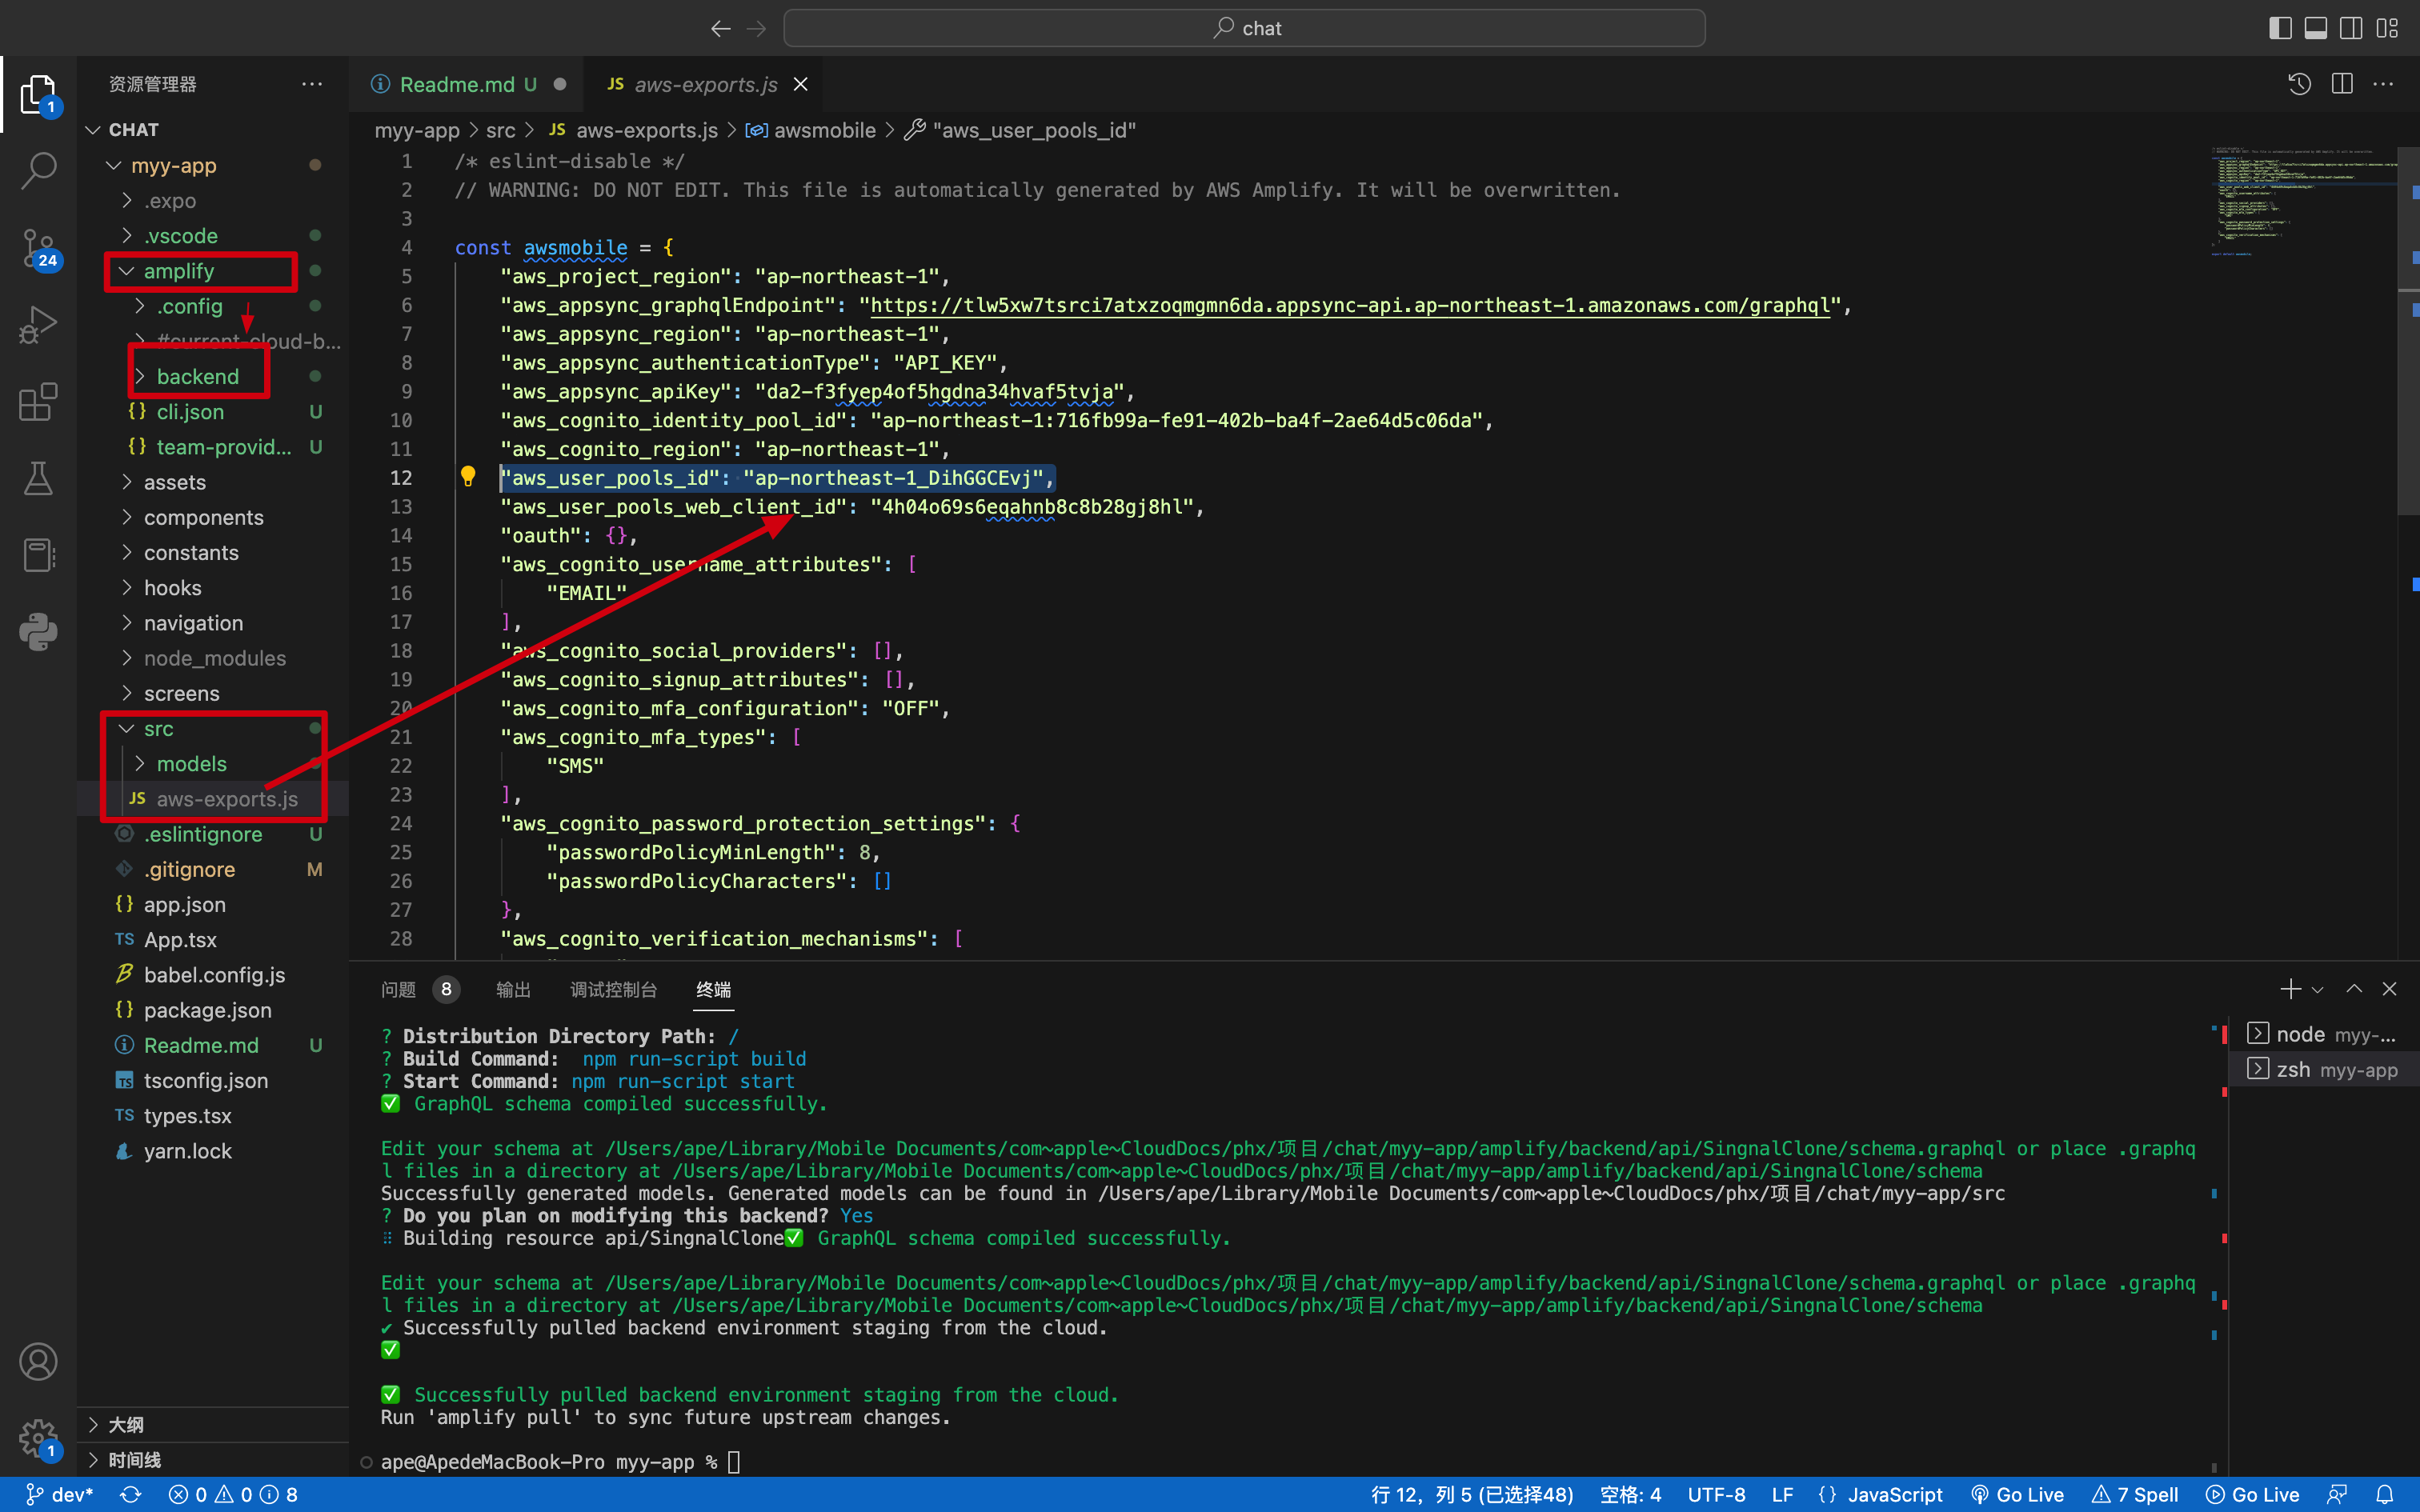 chat
资源管理器
Readme.md U
JS aws-exports.js
myy-app > src > JS aws-exports.js > awsmobile > "aws_user_pools_id"
CHAT
myy-app
.expo
.vscode
amplify
.config
#current-cloud-b...
backend
{} cli.json U
{} team-provid... U
assets
components
constants
hooks
navigation
node_modules
screens
src
models
JS aws-exports.js
.eslintignore U
.gitignore M
{} app.json
TS App.tsx
babel.config.js
{} package.json
Readme.md U
TS tsconfig.json
TS types.tsx
yarn.lock
大纲
时间线
1
24
1
1 /* eslint-disable */
2 // WARNING: DO NOT EDIT. This file is automatically generated by AWS Amplify. It will be overwritten.
3
4 const awsmobile = {
5 "aws_project_region": "ap-northeast-1",
6 "aws_appsync_graphqlEndpoint": "https://tlw5xw7tsrci7atxzoqmgmn6da.appsync-api.ap-northeast-1.amazonaws.com/graphql",
7 "aws_appsync_region": "ap-northeast-1",
8 "aws_appsync_authenticationType": "API_KEY",
9 "aws_appsync_apiKey": "da2-f3fyep4of5hgdna34hvaf5tvja",
10 "aws_cognito_identity_pool_id": "ap-northeast-1:716fb99a-fe91-402b-ba4f-2ae64d5c06da",
11 "aws_cognito_region": "ap-northeast-1",
12 "aws_user_pools_id": "ap-northeast-1_DihGGCEvj",
13 "aws_user_pools_web_client_id": "4h04o69s6eqahnb8c8b28gj8hl",
14 "oauth": {},
15 "aws_cognito_username_attributes": [
16 "EMAIL"
17 ],
18 "aws_cognito_social_providers": [],
19 "aws_cognito_signup_attributes": [],
20 "aws_cognito_mfa_configuration": "OFF",
21 "aws_cognito_mfa_types": [
22 "SMS"
23 ],
24 "aws_cognito_password_protection_settings": {
25 "passwordPolicyMinLength": 8,
26 "passwordPolicyCharacters": []
27 },
28 "aws_cognito_verification_mechanisms": [
问题 8 输出 调试控制台 终端
? Distribution Directory Path: /
? Build Command: npm run-script build
? Start Command: npm run-script start
✅ GraphQL schema compiled successfully.
Edit your schema at /Users/ape/Library/Mobile Documents/com~apple~CloudDocs/phx/项目/chat/myy-app/amplify/backend/api/SingnalClone/schema.graphql or place .graphq
l files in a directory at /Users/ape/Library/Mobile Documents/com~apple~CloudDocs/phx/项目/chat/myy-app/amplify/backend/api/SingnalClone/schema
Successfully generated models. Generated models can be found in /Users/ape/Library/Mobile Documents/com~apple~CloudDocs/phx/项目/chat/myy-app/src
? Do you plan on modifying this backend? Yes
⠿ Building resource api/SingnalClone✅ GraphQL schema compiled successfully.
Edit your schema at /Users/ape/Library/Mobile Documents/com~apple~CloudDocs/phx/项目/chat/myy-app/amplify/backend/api/SingnalClone/schema.graphql or place .graphq
l files in a directory at /Users/ape/Library/Mobile Documents/com~apple~CloudDocs/phx/项目/chat/myy-app/amplify/backend/api/SingnalClone/schema
✔ Successfully pulled backend environment staging from the cloud.
✅
✅ Successfully pulled backend environment staging from the cloud.
Run 'amplify pull' to sync future upstream changes.
ape@ApedeMacBook-Pro myy-app %
node myy-...
zsh myy-app
dev* 0 0 8 行 12，列 5 (已选择48) 空格: 4 UTF-8 LF {} JavaScript Go Live 7 Spell Go Live